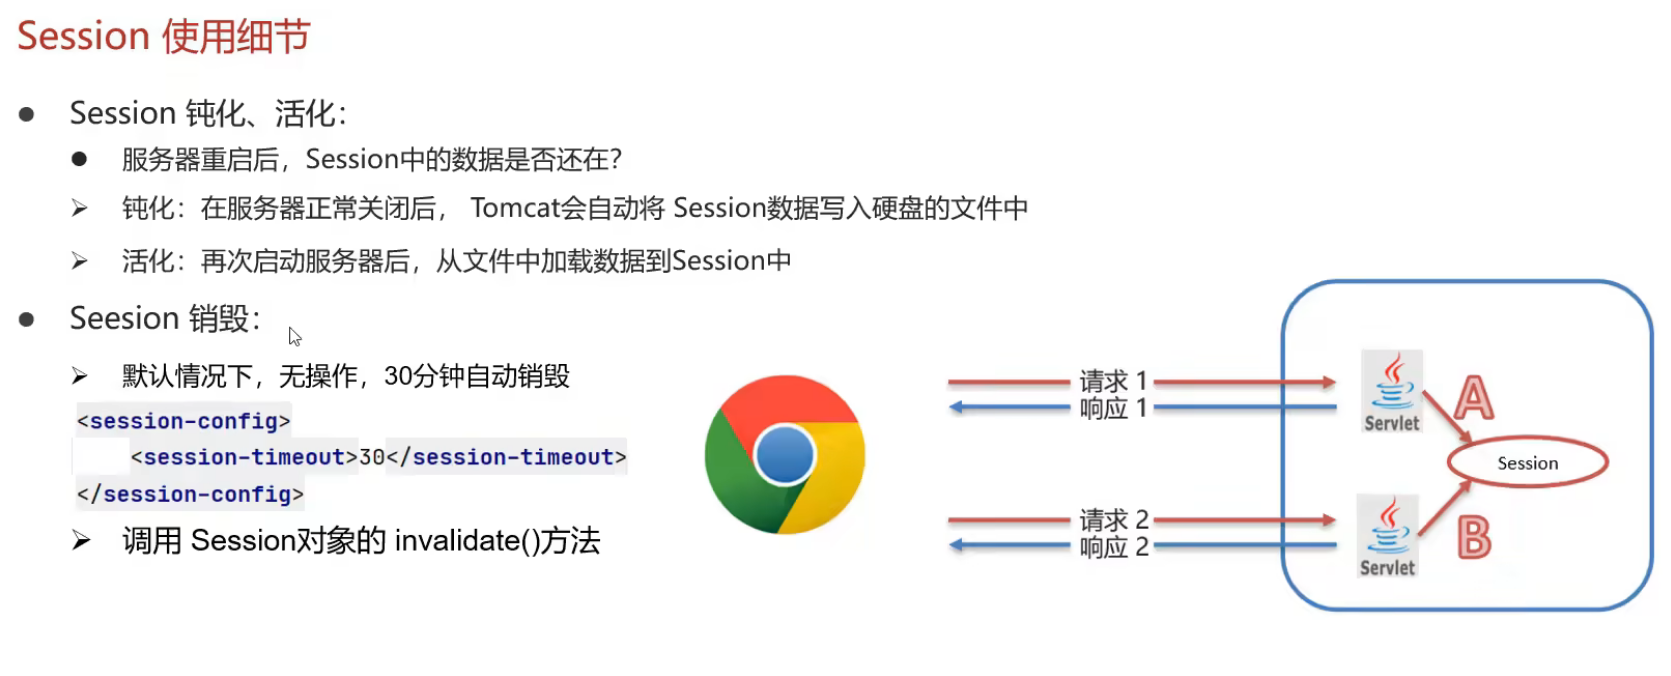 Session 使用细节
Session 钝化、活化：
服务器重启后，Session中的数据是否还在？
钝化：在服务器正常关闭后， Tomcat会自动将 Session数据写入硬盘的文件中
活化：再次启动服务器后，从文件中加载数据到Session中
Seesion 销毁：
默认情况下，无操作，30分钟自动销毁
<session-config>
<session-timeout>30</session-timeout>
</session-config>
调用 Session对象的 invalidate()方法
请求 1
响应 1
Servlet
A
Session
请求 2
响应 2
Servlet
B